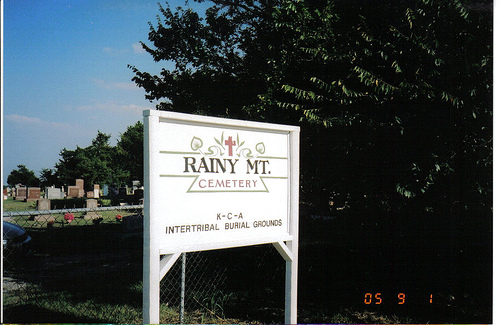 RAINY MT.
CEMETERY
K-C-A
INTERTRIBAL BURIAL GROUNDS
05 9 1